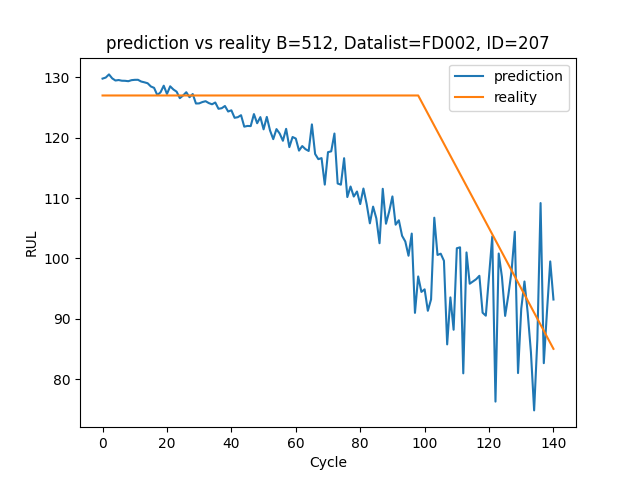 prediction vs reality B=512, Datalist=FD002, ID=207
prediction
reality
130
120
110
100
90
80
RUL
0 20 40 60 80 100 120 140
Cycle